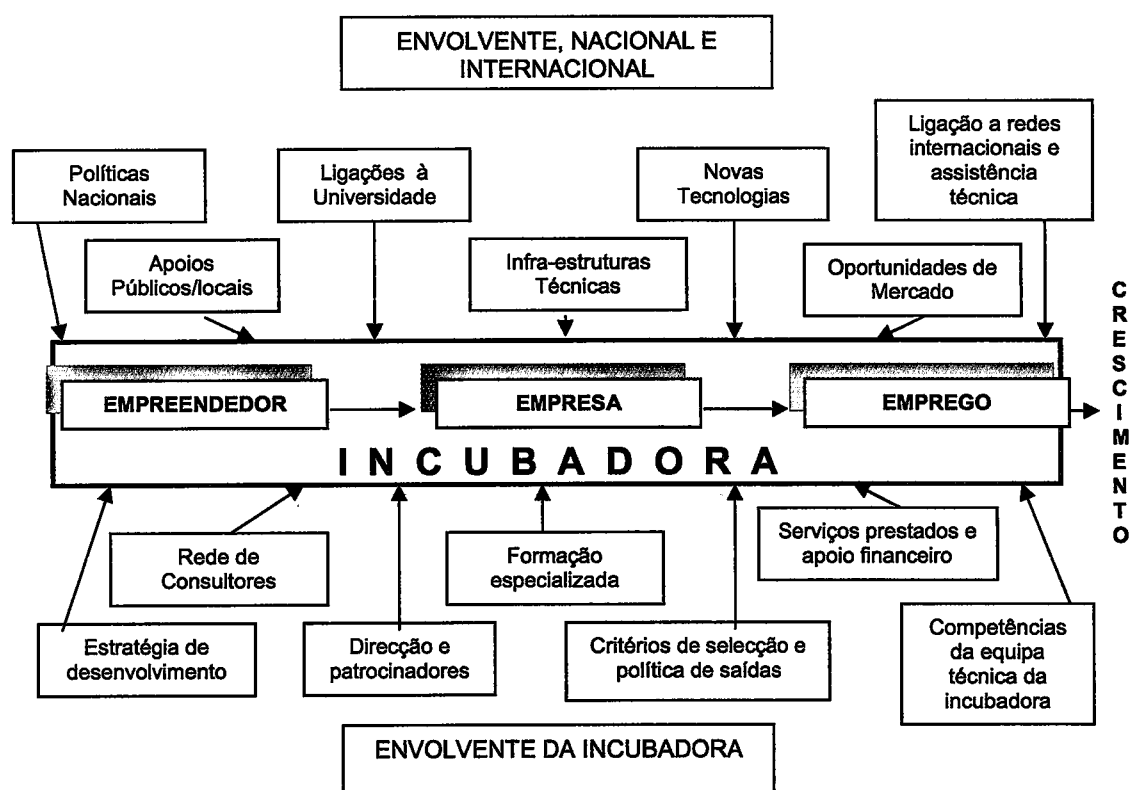 ENVOLVENTE, NACIONAL E
INTERNACIONAL
Políticas
Nacionais
Ligações à
Universidade
Novas
Tecnologias
Ligação a redes
internacionais e
assistência
técnica
Apoios
Públicos/locais
Infra-estruturas
Técnicas
Oportunidades de
Mercado
EMPREENDEDOR
EMPRESA
EMPREGO
INCUBADORA
CRESCIMENTO
Rede de
Consultores
Formação
especializada
Serviços prestados e
apoio financeiro
Estratégia de
desenvolvimento
Direcção e
patrocinadores
Critérios de selecção e
política de saídas
Competências
da equipa
técnica da
incubadora
ENVOLVENTE DA INCUBADORA